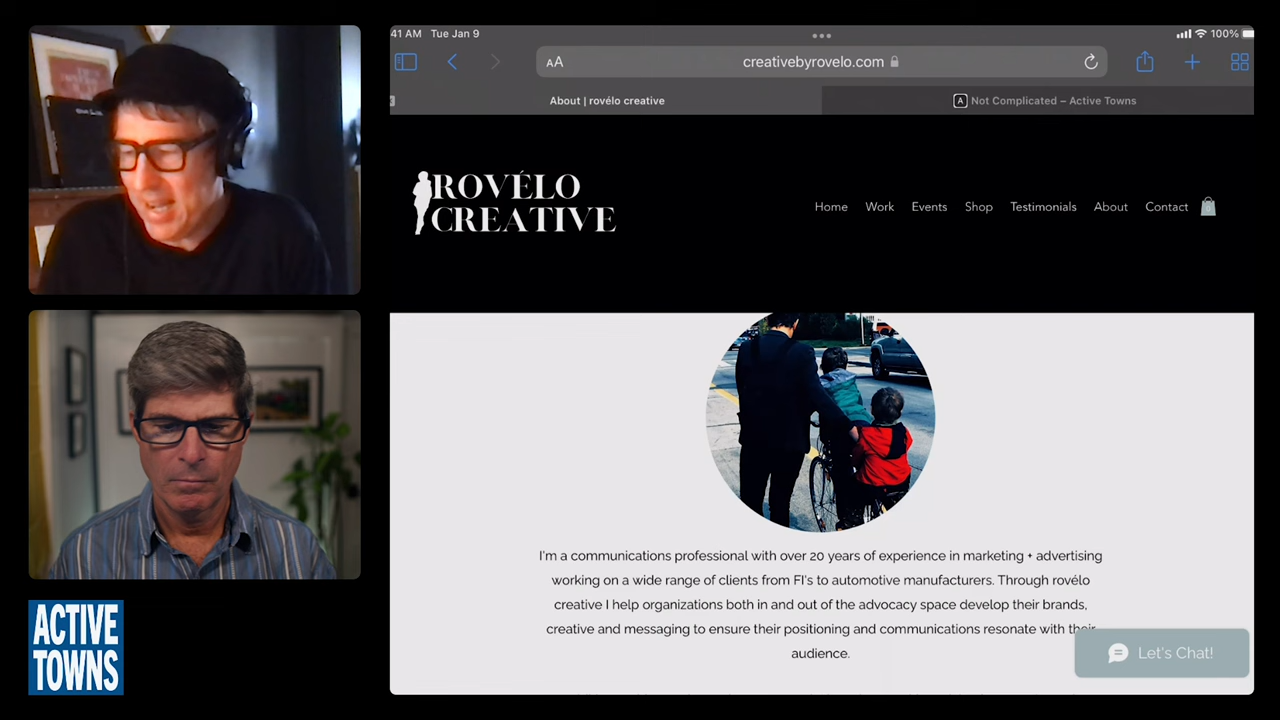 41 AM Tue Jan 9
100%
AA
creativebyrovelo.com
About | rovélo creative
A Not Complicated – Active Towns
ROVÉLO
CREATIVE
Home Work Events Shop Testimonials About Contact
0
I'm a communications professional with over 20 years of experience in marketing + advertising
working on a wide range of clients from FI's to automotive manufacturers. Through rovélo
creative I help organizations both in and out of the advocacy space develop their brands,
creative and messaging to ensure their positioning and communications resonate with their
audience.
Let's Chat!
ACTIVE
TOWNS